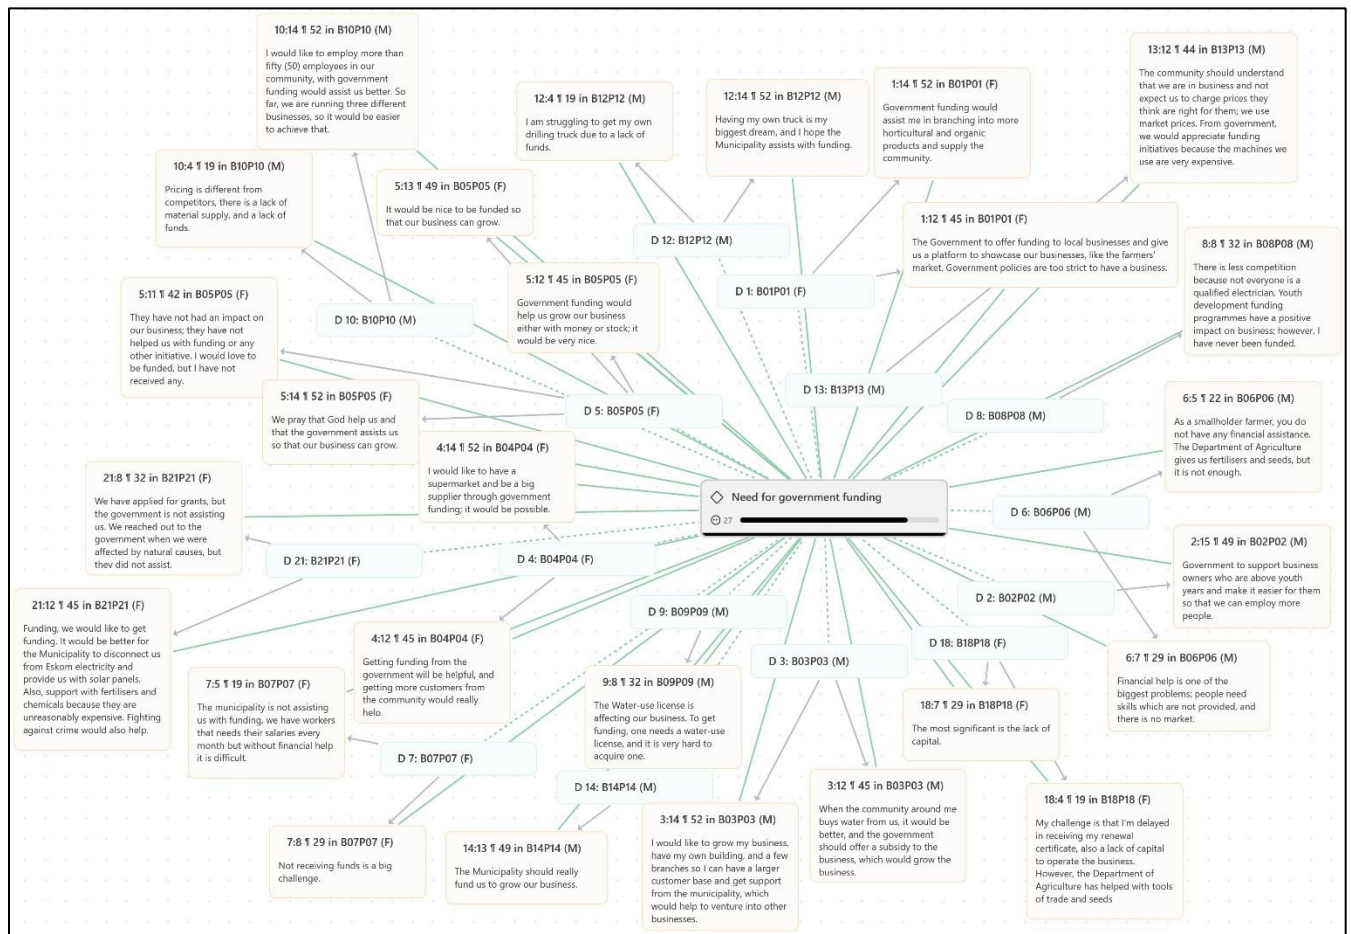 10:14 ¶ 52 in B10P10 (M)
I would like to employ more than
fifty (50) employees in our
community, with government
funding would assist us better. So
far, we are running three different
businesses, so it would be easier
to achieve that.
12:4 ¶ 19 in B12P12 (M)
I am struggling to get my own
drilling truck due to a lack of
funds.
12:14 ¶ 52 in B12P12 (M)
Having my own truck is my
biggest dream, and I hope the
Municipality assists with funding.
1:14 ¶ 52 in B01P01 (F)
Government funding would
assist me in branching into more
horticultural and organic
products and supply the
community.
13:12 ¶ 44 in B13P13 (M)
The community should understand
that we are in business and not
expect us to charge prices they
think are right for them; we use
market prices. From government,
we would appreciate funding
initiatives because the machines we
use are very expensive.
10:4 ¶ 19 in B10P10 (M)
Pricing is different from
competitors, there is a lack of
material supply, and a lack of
funds.
5:13 ¶ 49 in B05P05 (F)
It would be nice to be funded so
that our business can grow.
1:12 ¶ 45 in B01P01 (F)
The Government to offer funding to local businesses and give
us a platform to showcase our businesses, like the farmers'
market. Government policies are too strict to have a business.
8:8 ¶ 32 in B08P08 (M)
There is less competition
because not everyone is a
qualified electrician. Youth
development funding
programmes have a positive
impact on business; however, I
have never been funded.
D 12: B12P12 (M)
D 1: B01P01 (F)
5:12 ¶ 45 in B05P05 (F)
Government funding would
help us grow our business
either with money or stock; it
would be very nice.
5:11 ¶ 42 in B05P05 (F)
They have not had an impact on
our business; they have not
helped us with funding or any
other initiative. I would love to
be funded, but I have not
received any.
D 10: B10P10 (M)
D 13: B13P13 (M)
D 8: B08P08 (M)
5:14 ¶ 52 in B05P05 (F)
We pray that God help us and
that the government assists us
so that our business can grow.
D 5: B05P05 (F)
6:5 ¶ 22 in B06P06 (M)
As a smallholder farmer, you do
not have any financial assistance.
The Department of Agriculture
gives us fertilisers and seeds, but
it is not enough.
4:14 ¶ 52 in B04P04 (F)
I would like to have a
supermarket and be a big
supplier through government
funding; it would be possible.
21:8 ¶ 32 in B21P21 (F)
We have applied for grants, but
the government is not assisting
us. We reached out to the
government when we were
affected by natural causes, but
they did not assist.
Need for government funding
27
D 6: B06P06 (M)
2:15 ¶ 49 in B02P02 (M)
Government to support business
owners who are above youth
years and make it easier for them
so that we can employ more
people.
D 21: B21P21 (F)
D 4: B04P04 (F)
D 9: B09P09 (M)
D 2: B02P02 (M)
21:12 ¶ 45 in B21P21 (F)
Funding, we would like to get
funding. It would be better for
the Municipality to disconnect us
from Eskom electricity and
provide us with solar panels.
Also, support with fertilisers and
chemicals because they are
unreasonably expensive. Fighting
against crime would also help.
4:12 ¶ 45 in B04P04 (F)
Getting funding from the
government will be helpful, and
getting more customers from
the community would really
help.
D 18: B18P18 (F)
D 3: B03P03 (M)
6:7 ¶ 29 in B06P06 (M)
Financial help is one of the
biggest problems; people need
skills which are not provided, and
there is no market.
7:5 ¶ 19 in B07P07 (F)
The municipality is not assisting
us with funding, we have workers
that needs their salaries every
month but without financial help
it is difficult.
9:8 ¶ 32 in B09P09 (M)
The Water-use license is
affecting our business. To get
funding, one needs a water-use
license, and it is very hard to
acquire one.
18:7 ¶ 29 in B18P18 (F)
The most significant is the lack of
capital.
D 7: B07P07 (F)
D 14: B14P14 (M)
3:12 ¶ 45 in B03P03 (M)
When the community around me
buys water from us, it would be
better, and the government
should offer a subsidy to the
business, which would grow the
business.
18:4 ¶ 19 in B18P18 (F)
My challenge is that I'm delayed
in receiving my renewal
certificate, also a lack of capital
to operate the business.
However, the Department of
Agriculture has helped with tools
of trade and seeds
3:14 ¶ 52 in B03P03 (M)
I would like to grow my business,
have my own building, and a few
branches so I can have a larger
customer base and get support
from the municipality, which
would help to venture into other
businesses.
7:8 ¶ 29 in B07P07 (F)
Not receiving funds is a big
challenge.
14:13 ¶ 49 in B14P14 (M)
The Municipality should really
fund us to grow our business.